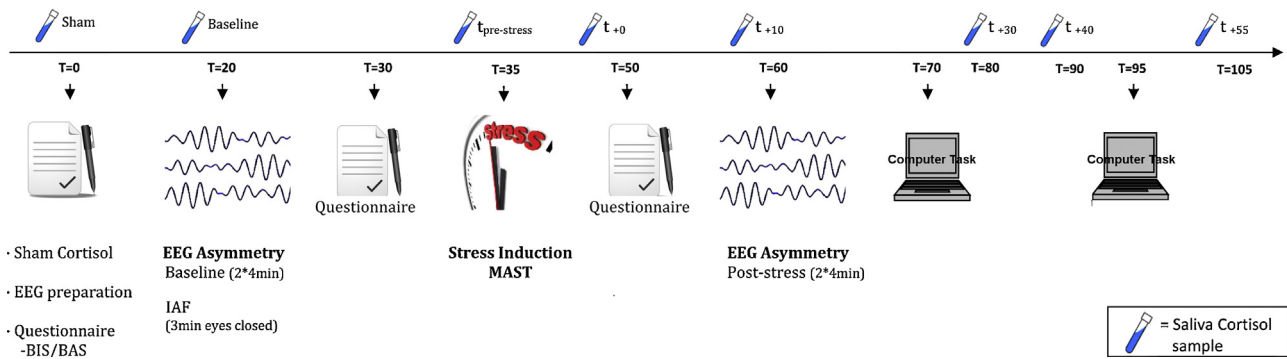 Sham
Baseline
tpre-stress
t +0
t +10
t +30
t +40
t +55
T=0
T=20
T=30
T=35
T=50
T=60
T=70
T=80
T=90
T=95
T=105
stress
Computer Task
Computer Task
Questionnaire
Questionnaire
· Sham Cortisol
· EEG preparation
· Questionnaire
-BIS/BAS
EEG Asymmetry
Baseline (2*4min)
IAF
(3min eyes closed)
Stress Induction
MAST
EEG Asymmetry
Post-stress (2*4min)
= Saliva Cortisol
sample